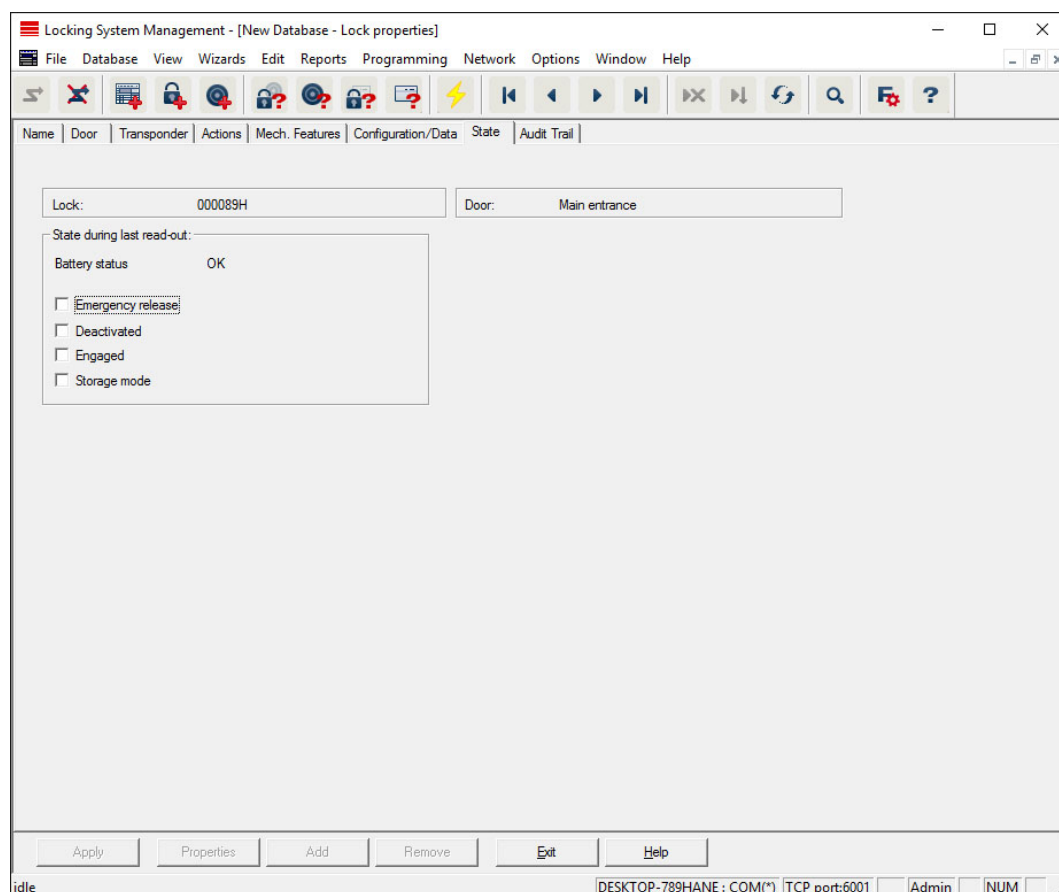 Locking System Management - [New Database - Lock properties]
File Database View Wizards Edit Reports Programming Network Options Window Help
Name Door Transponder Actions Mech. Features Configuration/Data State Audit Trail
Lock: 000089H Door: Main entrance
State during last read-out:
Battery status OK
Emergency release
Deactivated
Engaged
Storage mode
Apply Properties Add Remove Exit Help
idle DESKTOP-789HANE : COM(*) TCP port:6001 Admin NUM